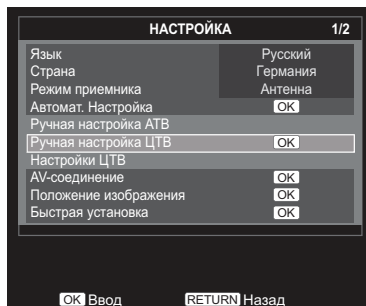 НАСТРОЙКА 1/2
Язык Русский
Страна Германия
Режим приемника Антенна
Автомат. Настройка OK
Ручная настройка АТВ
Ручная настройка ЦТВ OK
Настройки ЦТВ
AV-соединение OK
Положение изображения OK
Быстрая установка OK
OK Ввод RETURN Назад